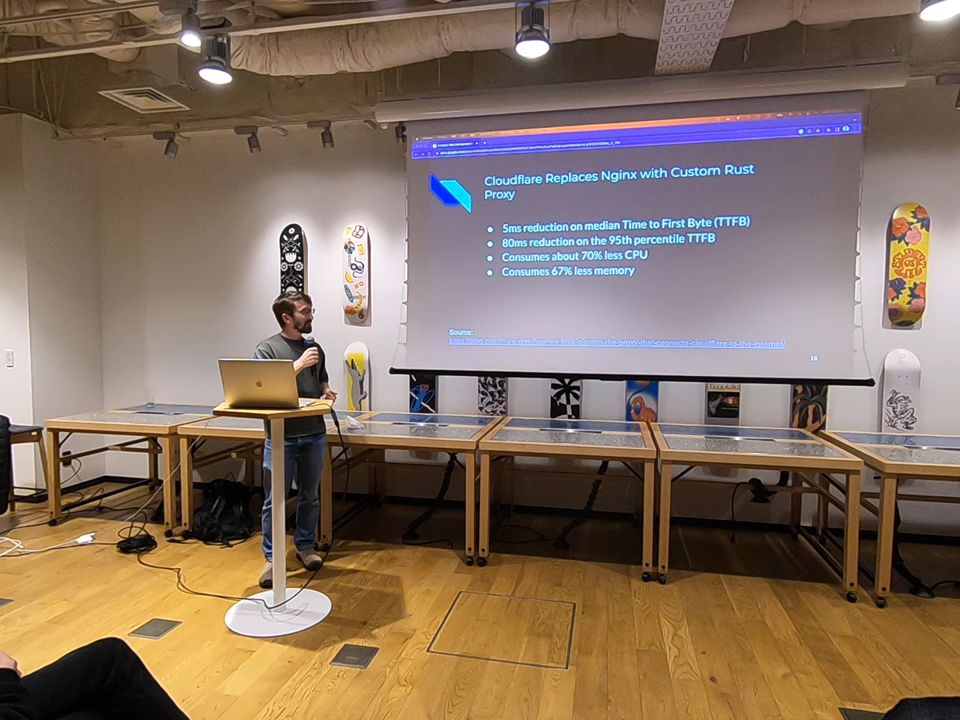 Cloudflare Replaces Nginx with Custom Rust
Proxy
● 5ms reduction on median Time to First Byte (TTFB)
● 80ms reduction on the 95th percentile TTFB
● Consumes about 70% less CPU
● Consumes 67% less memory
Source:
13